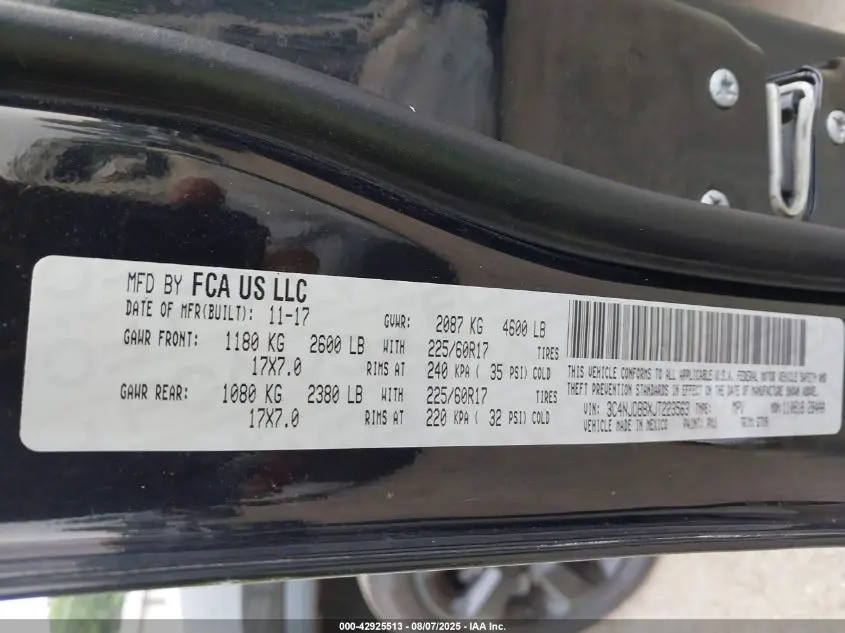 MFD BY FCA US LLC
DATE OF MFR(BUILT): 11-17 GVWR: 2087 KG 4600 LB
GAWR FRONT: 1180 KG 2600 LB WITH 225/60R17 TIRES
17X7.0 RIMS AT 240 KPA ( 35 PSI) COLD
GAWR REAR: 1080 KG 2380 LB WITH 225/60R17 TIRES
17X7.0 RIMS AT 220 KPA ( 32 PSI) COLD
THIS VEHICLE CONFORMS TO ALL APPLICABLE U.S.A. FEDERAL MOTOR VEHICLE SAFETY AND
THEFT PREVENTION STANDARDS IN EFFECT ON THE DATE OF MANUFACTURE SHOWN ABOVE.
VIN: 3C4NJDBBXJT223563 TYPE: MPV
VEHICLE MADE IN MEXICO PAINT: TRIM:
000-42925513 - 08/07/2025 - IAA Inc.